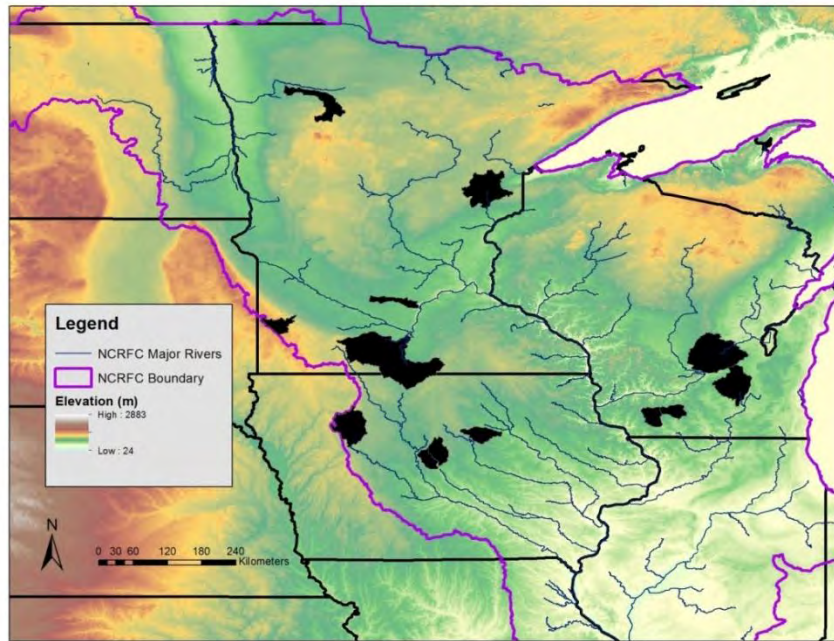 Legend
NCRFC Major Rivers
NCRFC Boundary
Elevation (m)
High : 2883
Low : 24
N
0 30 60 120 180 240
Kilometers